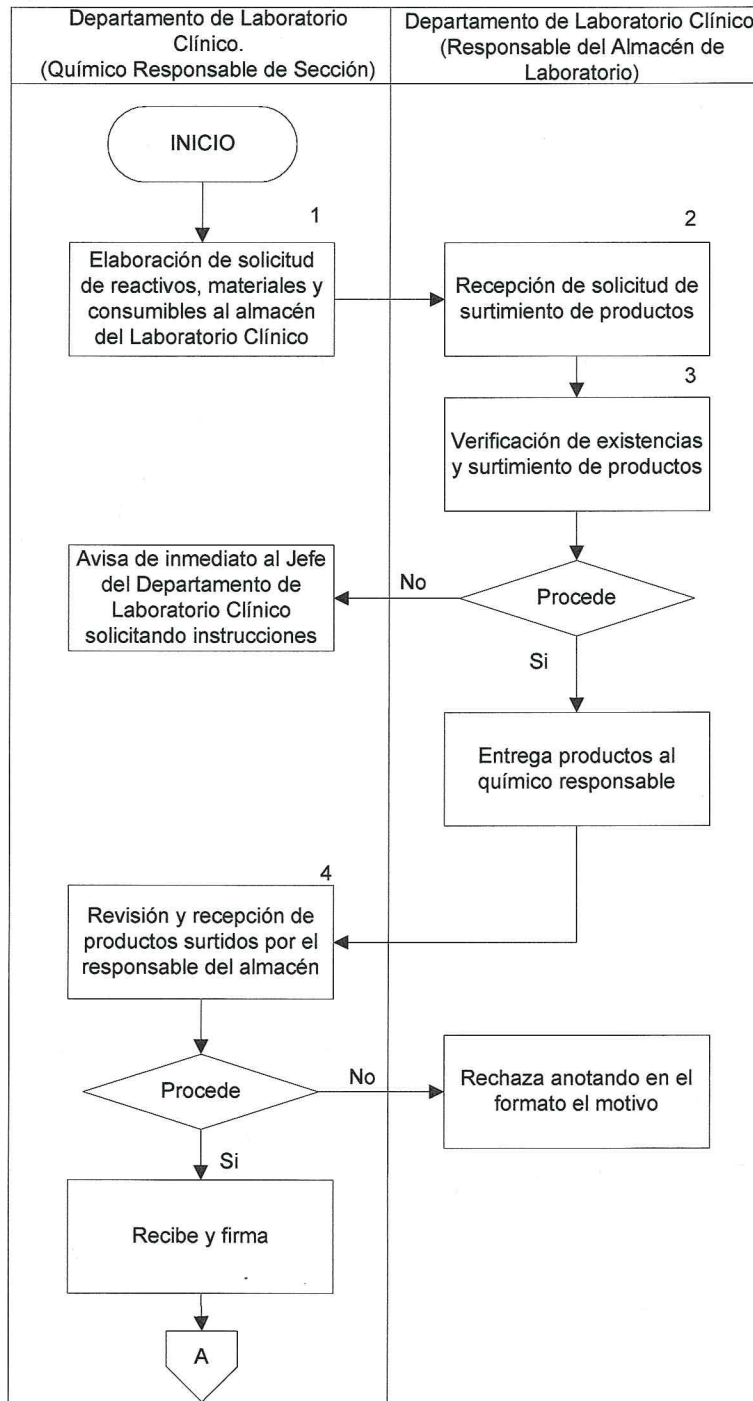 Departamento de Laboratorio
Clínico.
(Químico Responsable de Sección)
Departamento de Laboratorio Clínico
(Responsable del Almacén de
Laboratorio)
INICIO
1
Elaboración de solicitud
de reactivos, materiales y
consumibles al almacén
del Laboratorio Clínico
2
Recepción de solicitud de
surtimiento de productos
3
Verificación de existencias
y surtimiento de productos
Procede
No
Avisa de inmediato al Jefe
del Departamento de
Laboratorio Clínico
solicitando instrucciones
Si
Entrega productos al
químico responsable
4
Revisión y recepción de
productos surtidos por el
responsable del almacén
Procede
No
Rechaza anotando en el
formato el motivo
Si
Recibe y firma
A